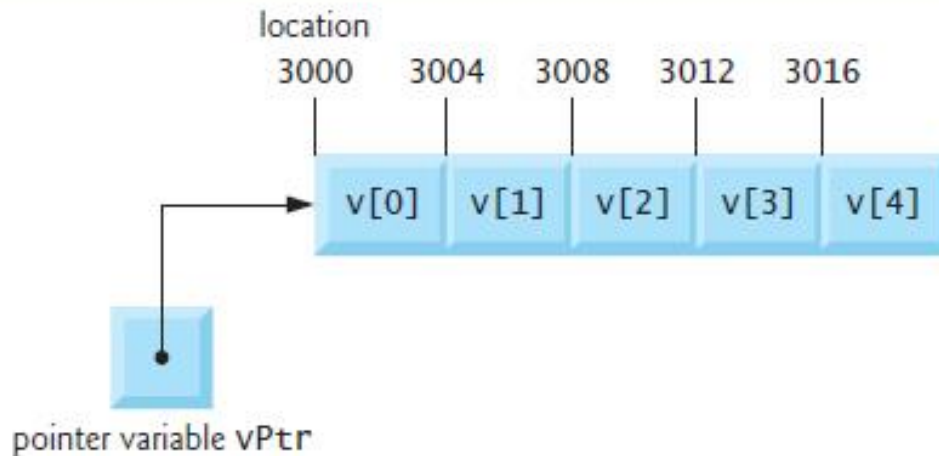 location
3000 3004 3008 3012 3016
v[0] v[1] v[2] v[3] v[4]
pointer variable vPtr